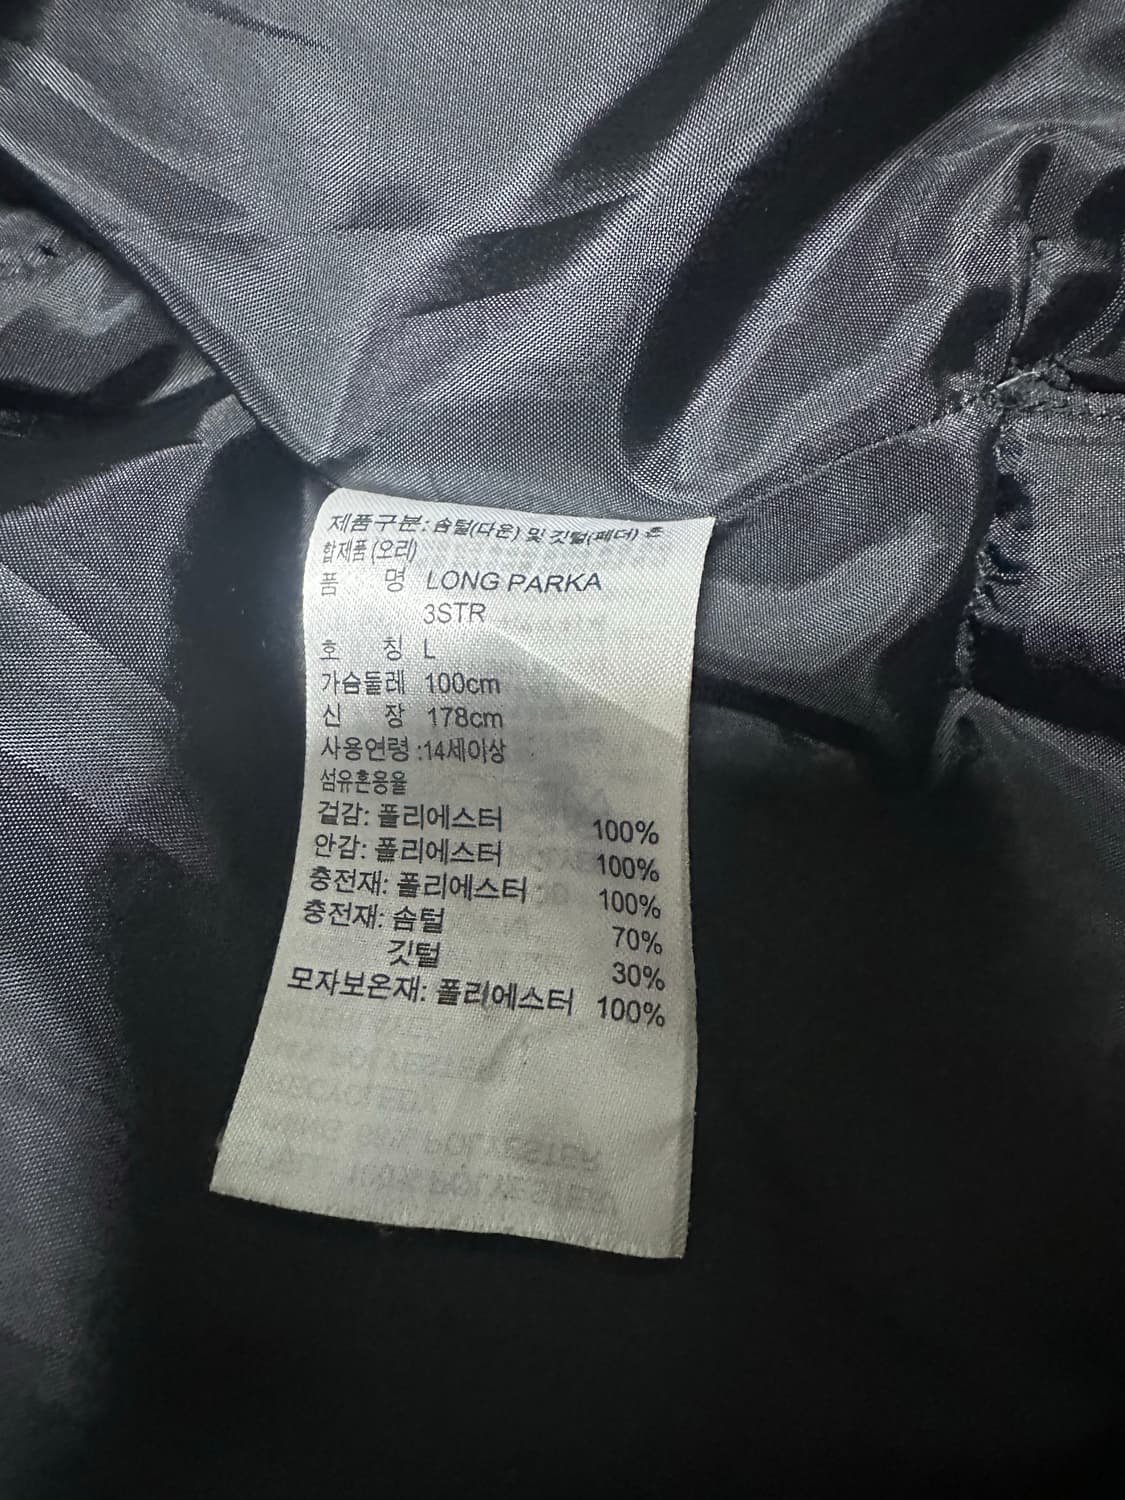 제품구분: 솜털(다운) 및 깃털(페더) 혼
합제품 (오리)
품 명 LONG PARKA
3STR
호 칭 L
가슴둘레 100cm
신 장 178cm
사용연령 :14세이상
섬유혼용율
겉감: 폴리에스터 100%
안감: 폴리에스터 100%
충전재: 폴리에스터 100%
충전재: 솜털 70%
깃털 30%
모자보온재: 폴리에스터 100%